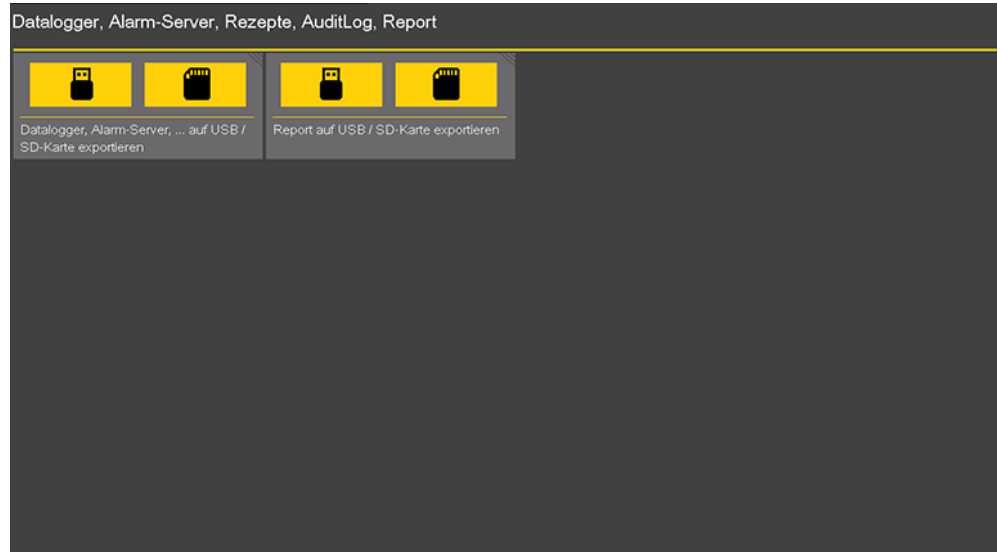 Datalogger, Alarm-Server, Rezepte, AuditLog, Report
Datalogger, Alarm-Server, ... auf USB /
SD-Karte exportieren
Report auf USB / SD-Karte exportieren